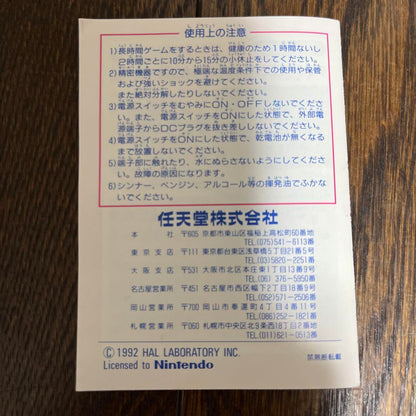 使用上の注意
1)長時間ゲームをするときは、健康のため1時間ないし
2時間ごとに10分から15分の小休止をしてください。
2)精密機器ですので、極端な温度条件下での使用や保管
および強いショックを避けてください。
また絶対分解したりしないでください。
3)電源スイッチをむやみにON・OFFしないでくださ
い。また、電源スイッチをONにした状態で、外部電
源端子からDCプラグを抜き差ししないでください。
4)電源スイッチをONにした状態で、乾電池が無くなる
まで放置しないでください。
5)端子部に触れたり、水にぬらさないようにしてくださ
い。故障の原因になります。
6)シンナー、ベンジン、アルコール等の揮発油でふかな
いでください。
任天堂株式会社
本社 〒605 京都市東山区福稲上高松町60番地
TEL.(075)541-6113番
東京支店 〒111 東京都台東区浅草橋5丁目21番5号
TEL.(03)5820-2251番
大阪支店 〒531 大阪市北区本庄東1丁目13番9号
TEL.(06) 376-5950番
名古屋営業所 〒451 名古屋市西区幅下2丁目18番9号
TEL.(052)571-2506番
岡山営業所 〒700 岡山市奉還町4丁目4番11号
TEL.(086)252-1821番
札幌営業所 〒060 札幌市中央区北9条西18丁目2番地
TEL.(011)621-0513番
©1992 HAL LABORATORY INC.
Licensed to Nintendo 禁無断転載